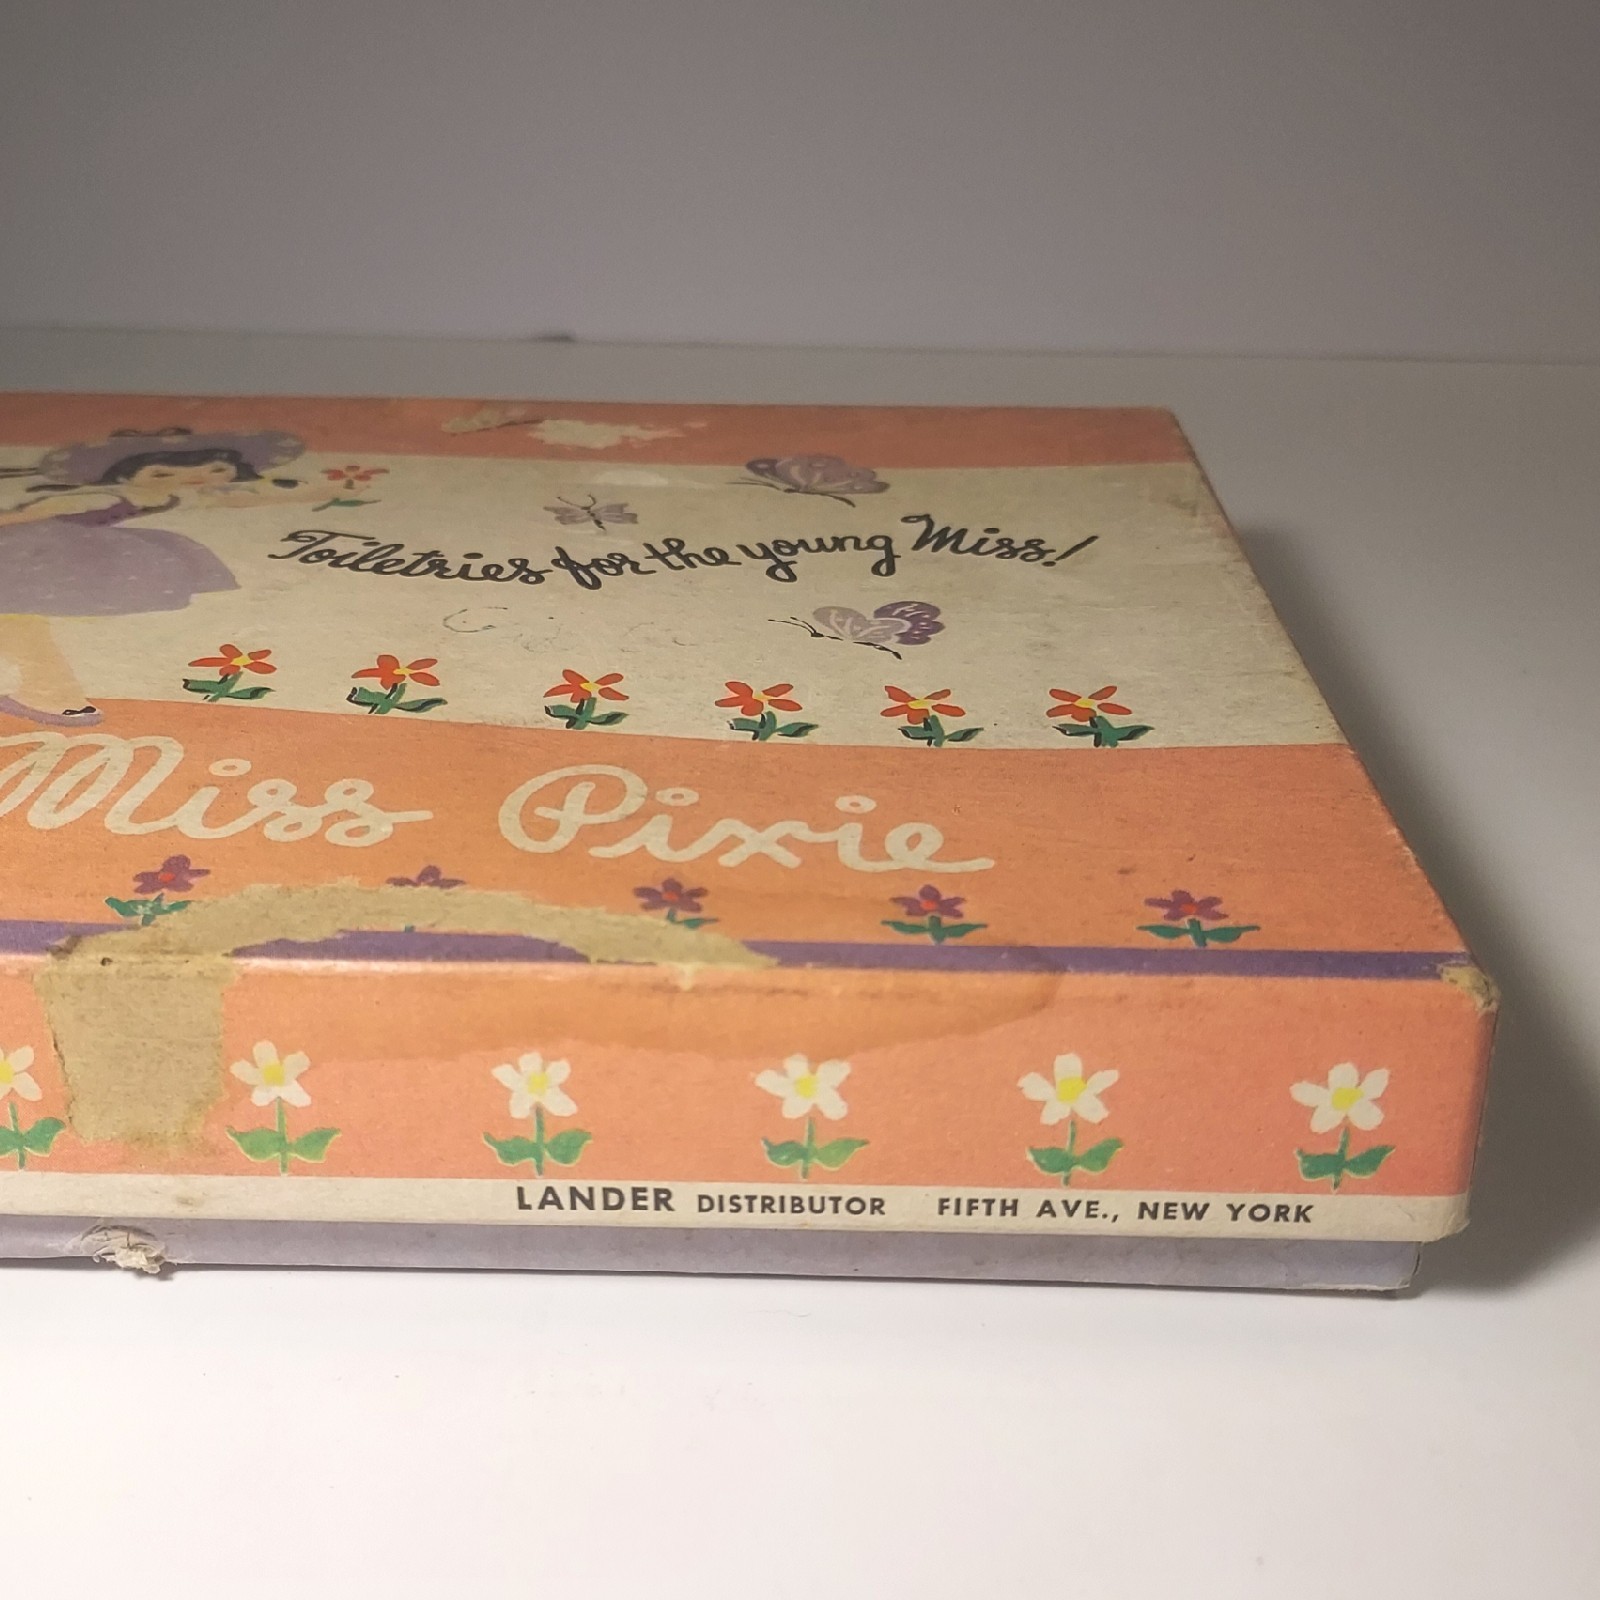 Toiletries for the young Miss!
Miss Pixie
LANDER DISTRIBUTOR FIFTH AVE., NEW YORK